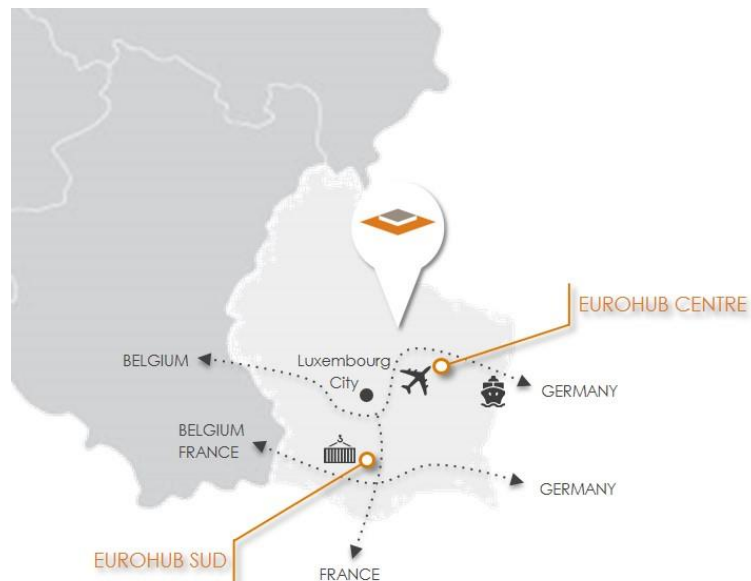 EUROHUB CENTRE
BELGIUM
Luxembourg
City
GERMANY
BELGIUM
FRANCE
GERMANY
EUROHUB SUD
FRANCE